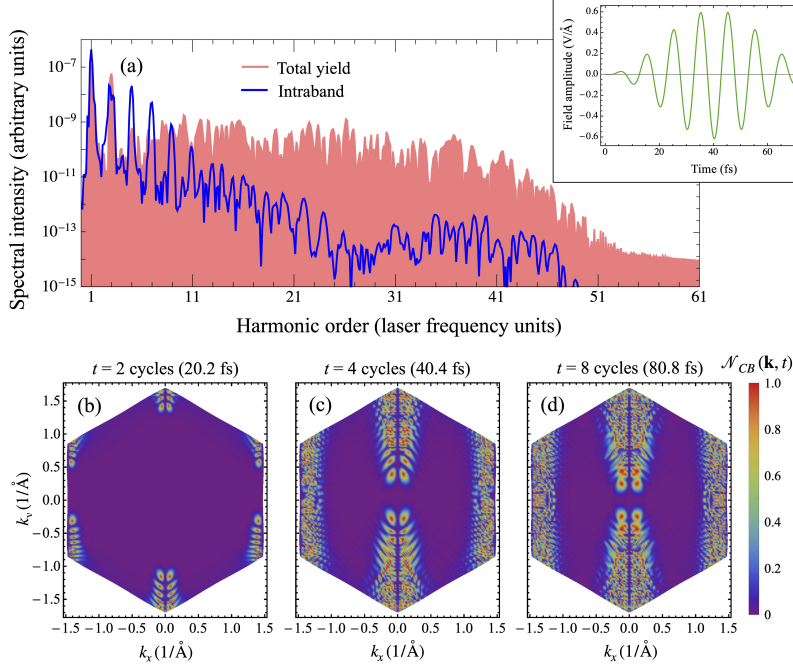 (a)
Total yield
Intraband
Spectral intensity (arbitrary units)
10⁻⁷
10⁻⁹
10⁻¹¹
10⁻¹³
10⁻¹⁵
1 11 21 31 41 51 61
Harmonic order (laser frequency units)
Field amplitude (V/Å)
0.6
0.4
0.2
0.0
−0.2
−0.4
−0.6
0 20 40 60
Time (fs)
t = 2 cycles (20.2 fs)
t = 4 cycles (40.4 fs)
t = 8 cycles (80.8 fs)
𝒩_CB(k, t)
(b)
(c)
(d)
k_y (1/Å)
1.5
1.0
0.5
0.0
−0.5
−1.0
−1.5
−1.5 −1.0 −0.5 0.0 0.5 1.0 1.5
−1.5 −1.0 −0.5 0.0 0.5 1.0 1.5
−1.5 −1.0 −0.5 0.0 0.5 1.0 1.5
k_x (1/Å)
k_x (1/Å)
k_x (1/Å)
1.0
0.8
0.6
0.4
0.2
0